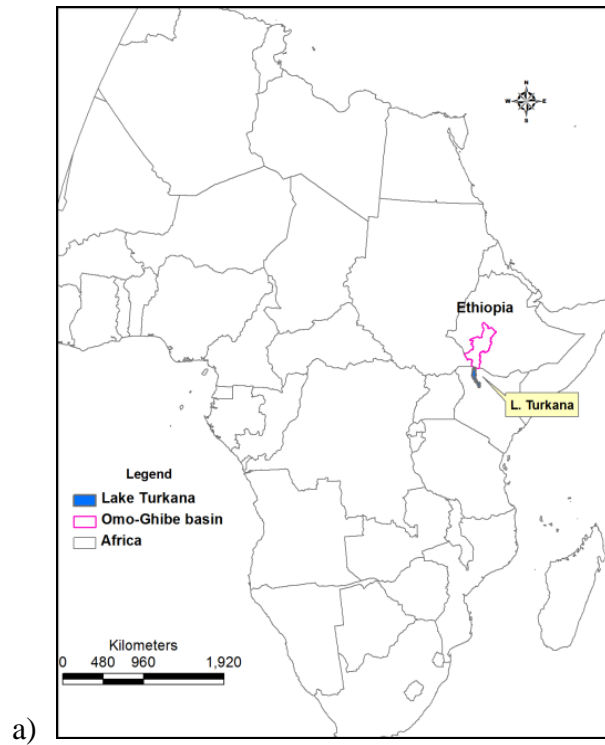 N
W E
S
Ethiopia
L. Turkana
Legend
Lake Turkana
Omo-Ghibe basin
Africa
Kilometers
0 480 960 1,920
a)